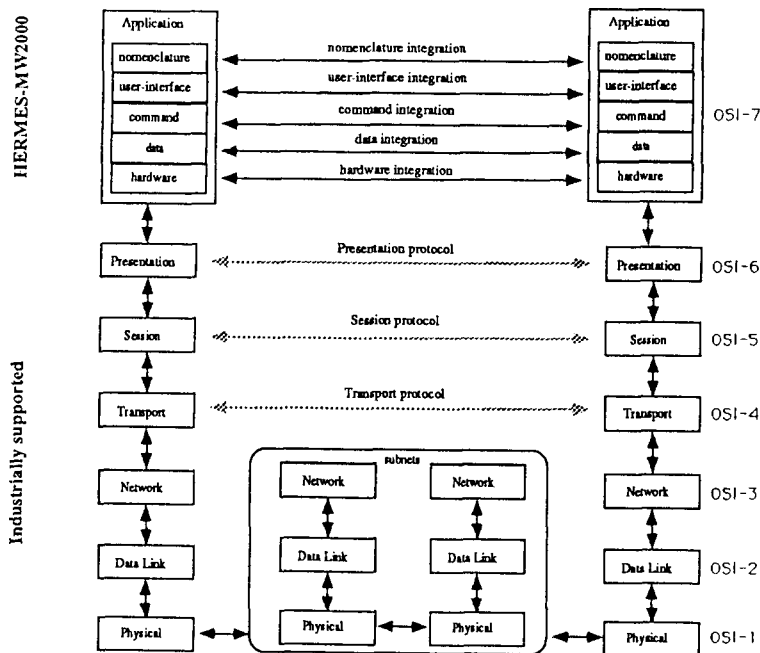 HERMES-MW2000
Industrially supported
Application
nomenclature
user-interface
command
data
hardware
nomenclature integration
user-interface integration
command integration
data integration
hardware integration
Application
nomenclature
user-interface
command
data
hardware
OSI-7
Presentation
Presentation protocol
Presentation
OSI-6
Session
Session protocol
Session
OSI-5
Transport
Transport protocol
Transport
OSI-4
subnets
Network
Network
Network
Network
OSI-3
Data Link
Data Link
Data Link
Data Link
OSI-2
Physical
Physical
Physical
Physical
OSI-1